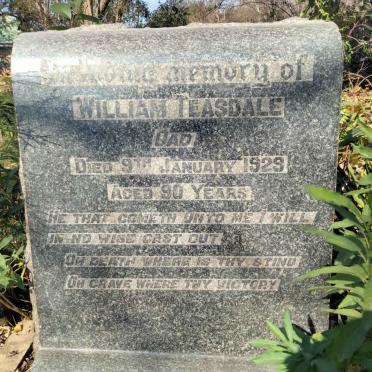 In loving memory of
WILLIAM TEASDALE
DAD
DIED 9TH JANUARY 1929
AGED 90 YEARS
HE THAT COMETH UNTO ME I WILL
IN NO WISE CAST OUT
OH DEATH WHERE IS THY STING
OH GRAVE WHERE THY VICTORY